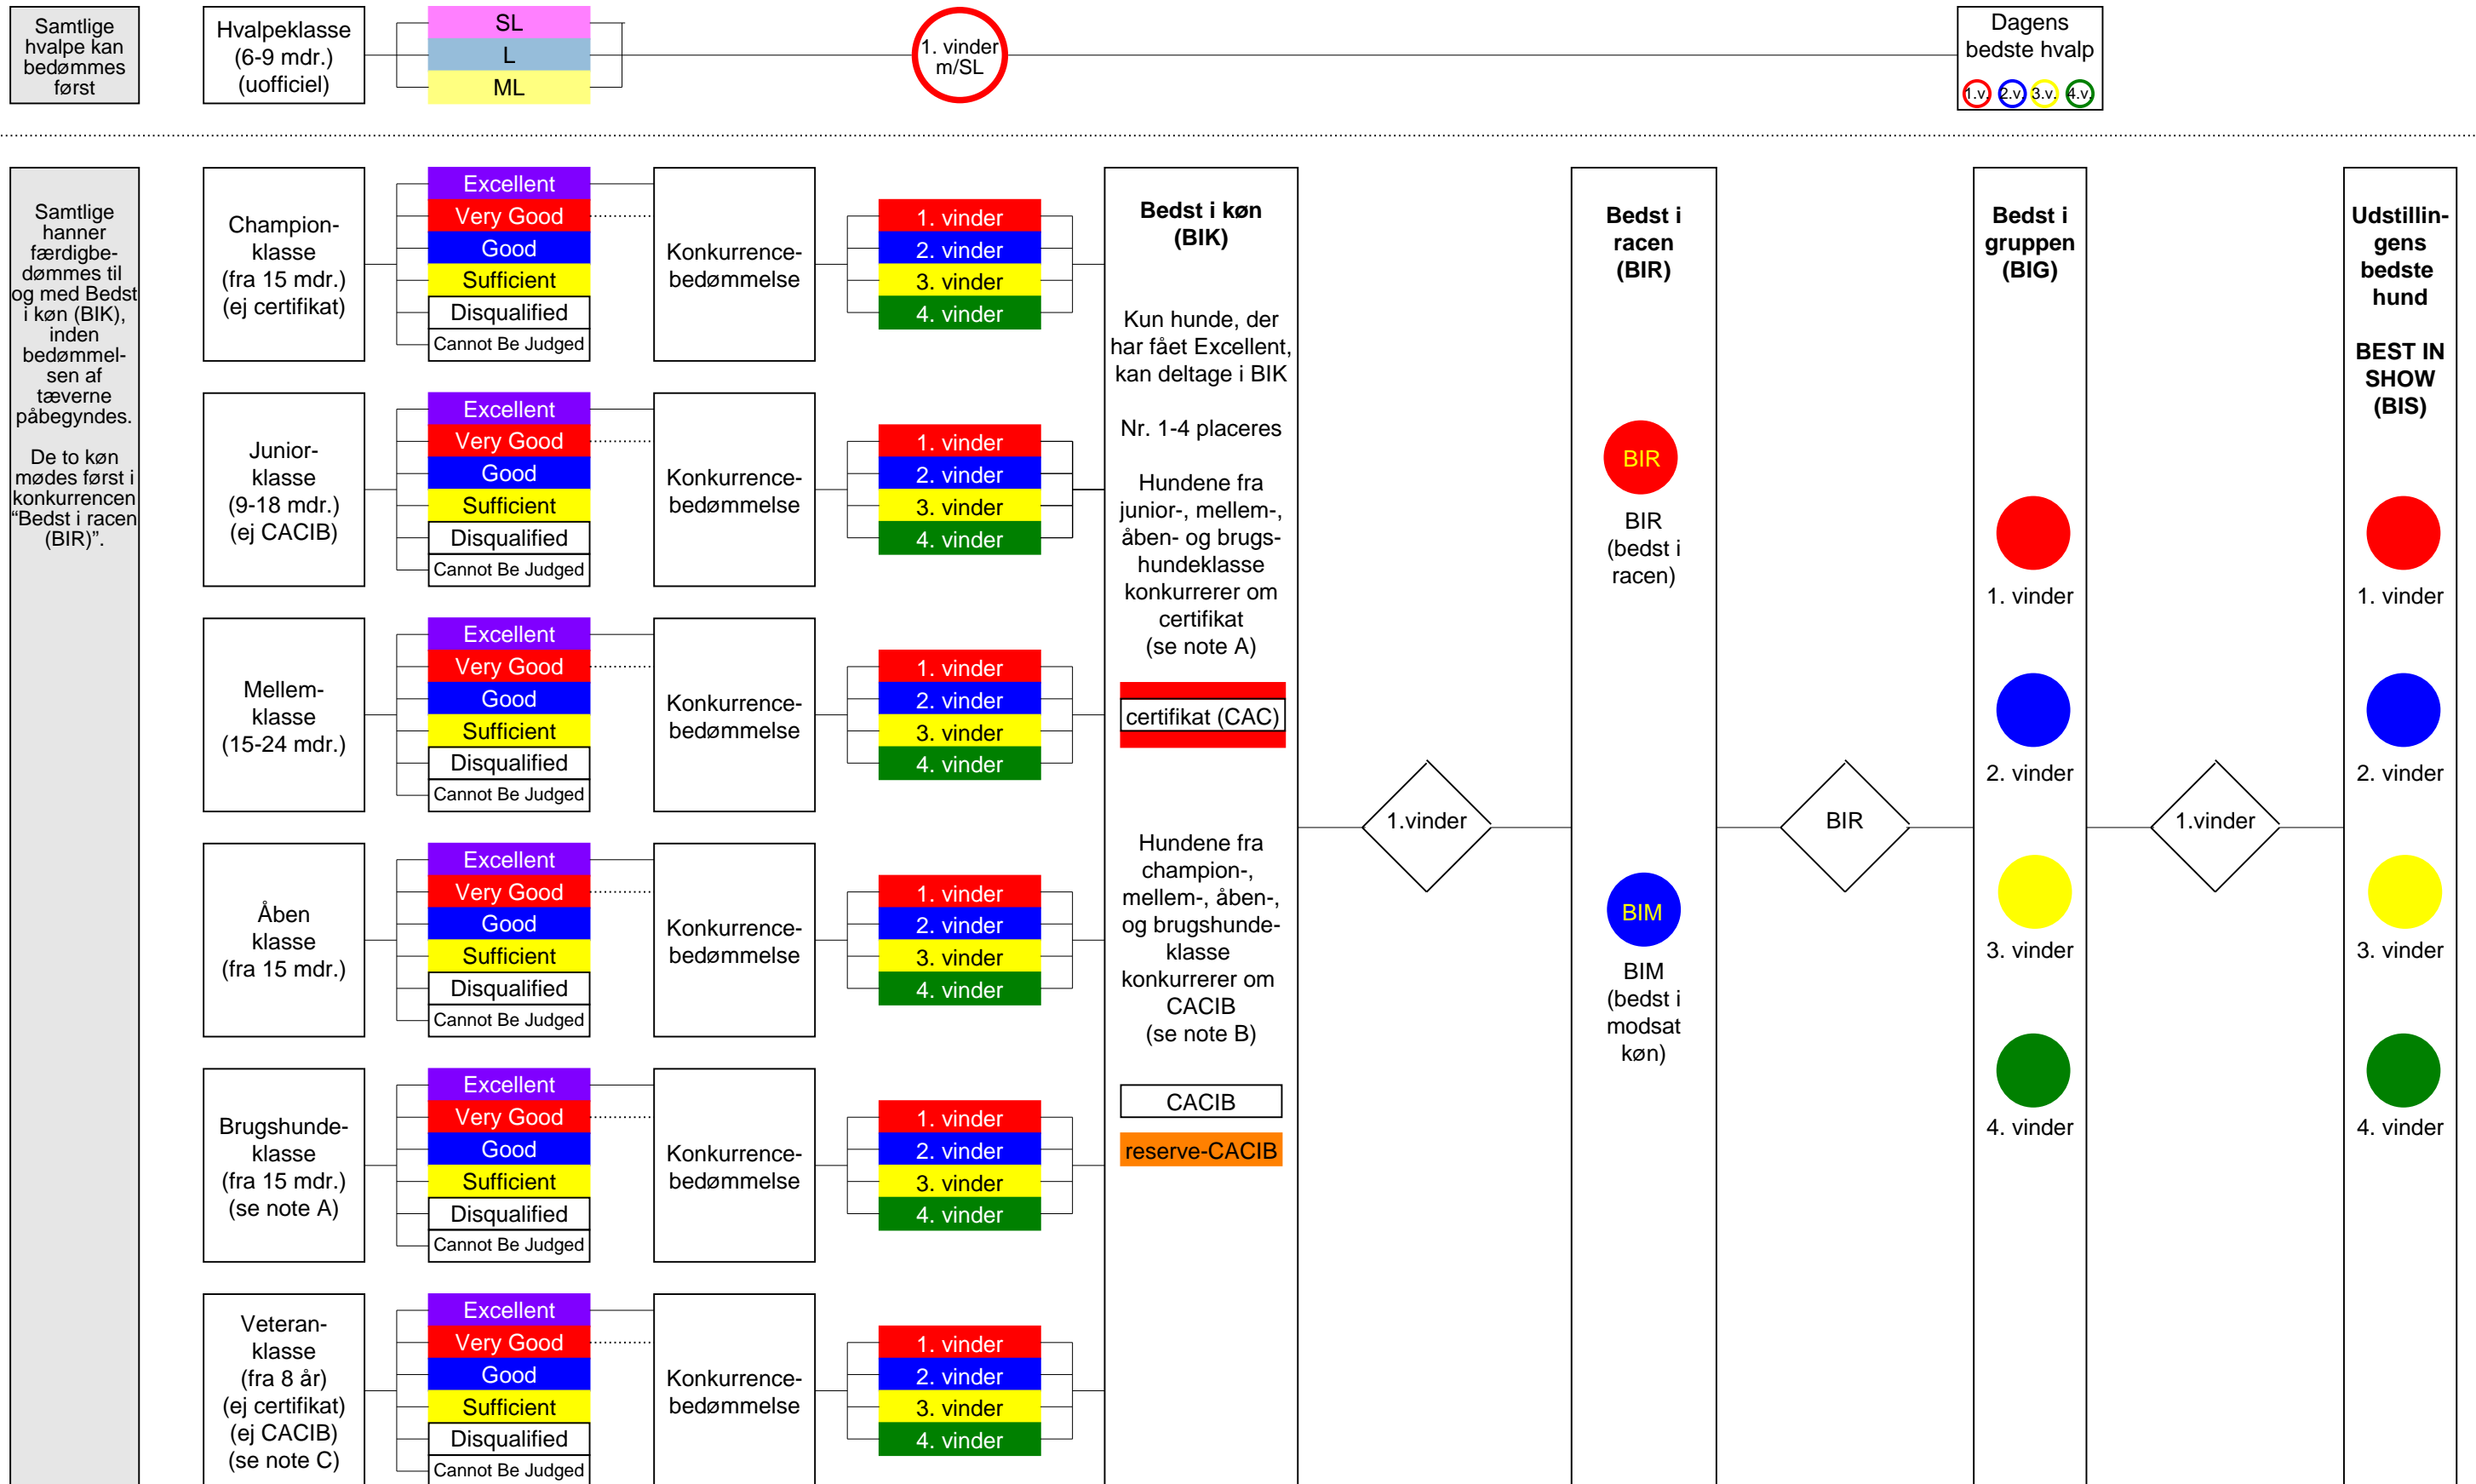 Samtlige
hvalpe kan
bedømmes
først
Hvalpeklasse
(6-9 mdr.)
(uofficiel)
SL
L
ML
1. vinder
m/SL
Dagens
bedste hvalp
1.v.
2.v.
3.v.
4.v.
Samtlige
hanner
færdigbe-
dømmes til
og med Bedst
i køn (BIK),
inden
bedømmel-
sen af
tæverne
påbegyndes.
De to køn
mødes først i
konkurrencen
“Bedst i racen
(BIR)”.
Champion-
klasse
(fra 15 mdr.)
(ej certifikat)
Excellent
Very Good
Good
Sufficient
Disqualified
Cannot Be Judged
Konkurrence-
bedømmelse
1. vinder
2. vinder
3. vinder
4. vinder
Junior-
klasse
(9-18 mdr.)
(ej CACIB)
Excellent
Very Good
Good
Sufficient
Disqualified
Cannot Be Judged
Konkurrence-
bedømmelse
1. vinder
2. vinder
3. vinder
4. vinder
Mellem-
klasse
(15-24 mdr.)
Excellent
Very Good
Good
Sufficient
Disqualified
Cannot Be Judged
Konkurrence-
bedømmelse
1. vinder
2. vinder
3. vinder
4. vinder
Åben
klasse
(fra 15 mdr.)
Excellent
Very Good
Good
Sufficient
Disqualified
Cannot Be Judged
Konkurrence-
bedømmelse
1. vinder
2. vinder
3. vinder
4. vinder
Brugshunde-
klasse
(fra 15 mdr.)
(se note A)
Excellent
Very Good
Good
Sufficient
Disqualified
Cannot Be Judged
Konkurrence-
bedømmelse
1. vinder
2. vinder
3. vinder
4. vinder
Veteran-
klasse
(fra 8 år)
(ej certifikat)
(ej CACIB)
(se note C)
Excellent
Very Good
Good
Sufficient
Disqualified
Cannot Be Judged
Konkurrence-
bedømmelse
1. vinder
2. vinder
3. vinder
4. vinder
Bedst i køn
(BIK)
Kun hunde, der
har fået Excellent,
kan deltage i BIK
Nr. 1-4 placeres
Hundene fra
junior-, mellem-,
åben- og brugs-
hundeklasse
konkurrerer om
certifikat
(se note A)
certifikat (CAC)
Hundene fra
champion-,
mellem-, åben-,
og brugshunde-
klasse
konkurrerer om
CACIB
(se note B)
CACIB
reserve-CACIB
1.vinder
Bedst i
racen
(BIR)
BIR
BIR
(bedst i
racen)
BIM
BIM
(bedst i
modsat
køn)
BIR
Bedst i
gruppen
(BIG)
1. vinder
2. vinder
3. vinder
4. vinder
1.vinder
Udstillin-
gens
bedste
hund
BEST IN
SHOW
(BIS)
1. vinder
2. vinder
3. vinder
4. vinder